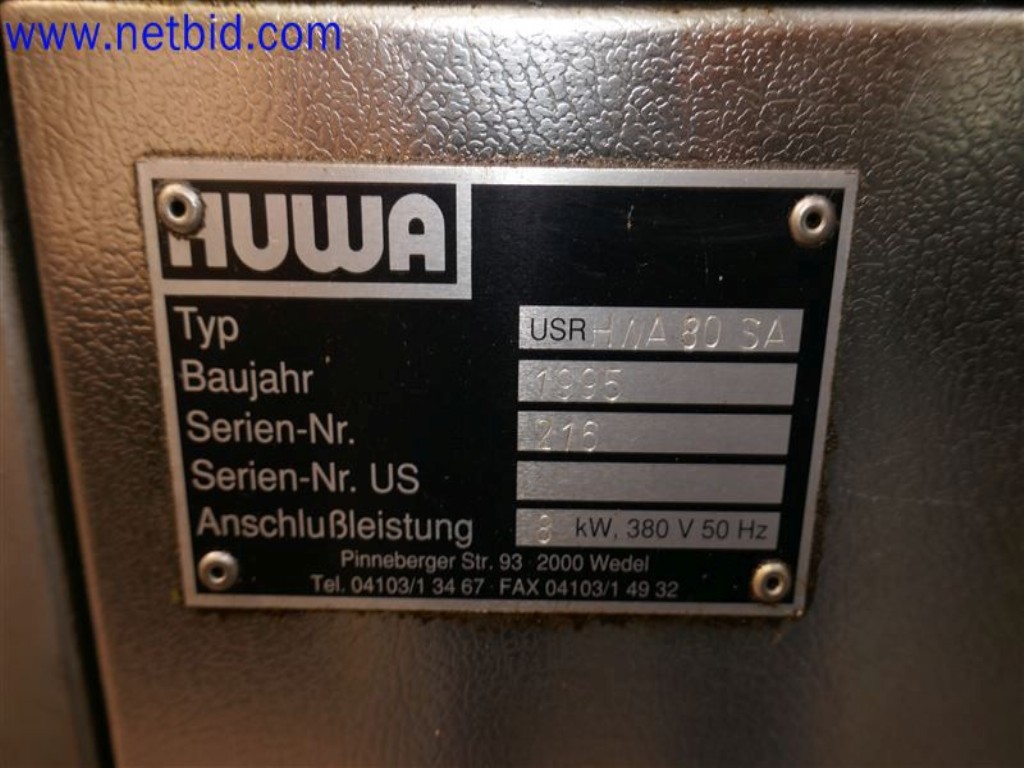 www.netbid.com
HUWA
Typ USR HWA 80 SA
Baujahr 1995
Serien-Nr. 216
Serien-Nr. US
Anschlußleistung 8 kW, 380 V 50 Hz
Pinneberger Str. 93 · 2000 Wedel
Tel. 04103/1 34 67 · FAX 04103/1 49 32